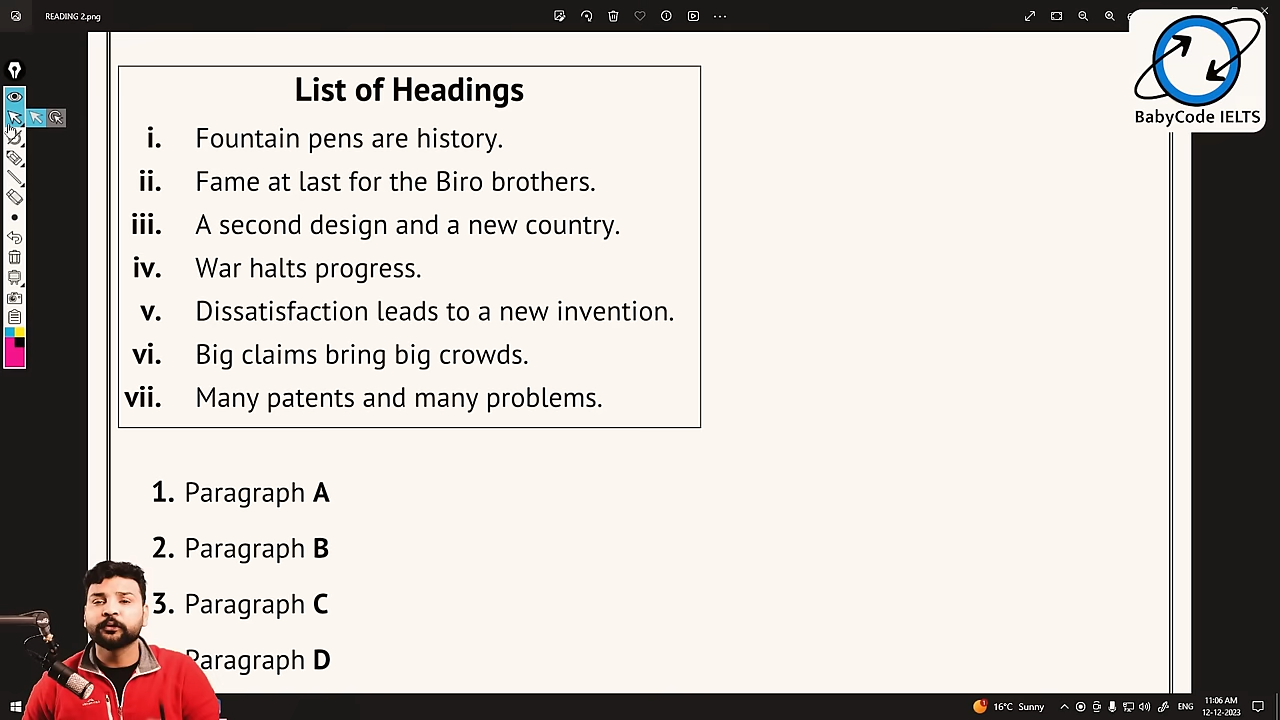 READING 2.png
BabyCode IELTS
List of Headings
i. Fountain pens are history.
ii. Fame at last for the Biro brothers.
iii. A second design and a new country.
iv. War halts progress.
v. Dissatisfaction leads to a new invention.
vi. Big claims bring big crowds.
vii. Many patents and many problems.
1. Paragraph A
2. Paragraph B
3. Paragraph C
Paragraph D
16°C Sunny
ENG
11:06 AM
12-12-2023